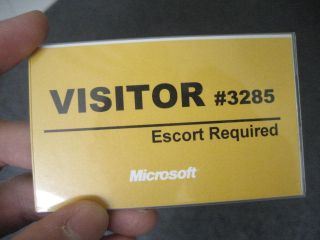 VISITOR #3285
Escort Required
Microsoft